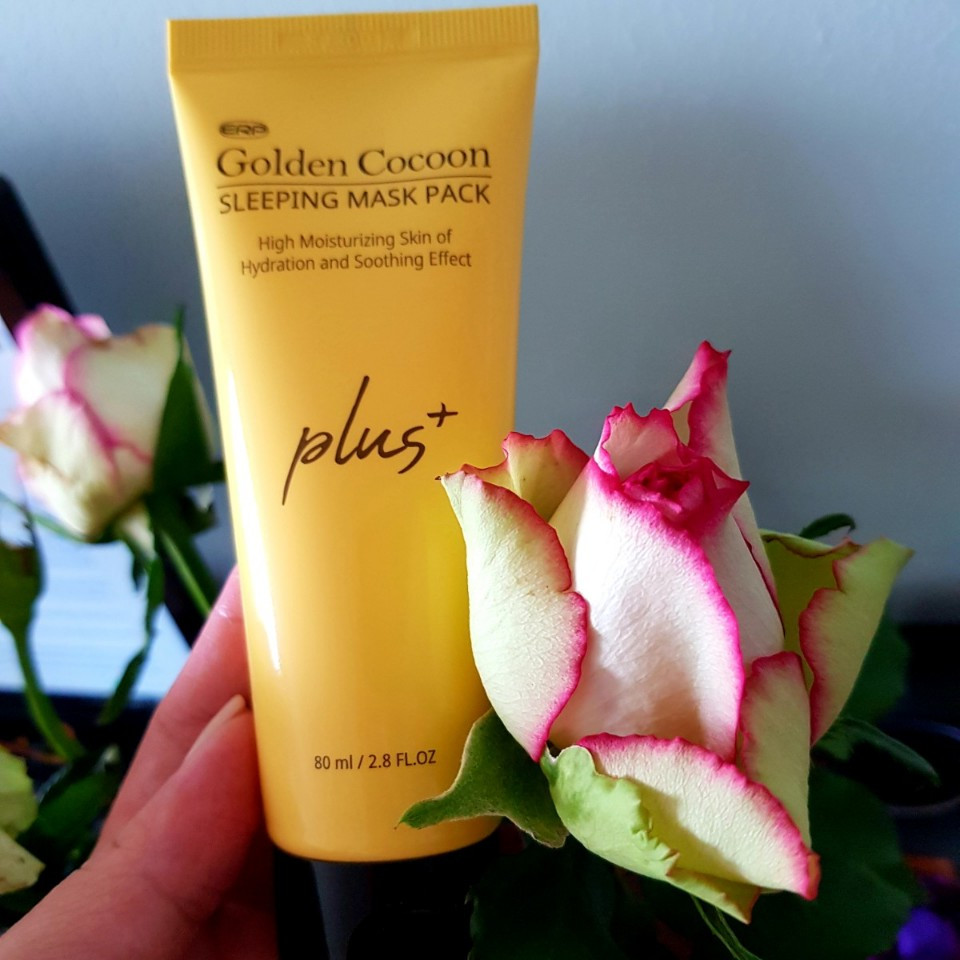 ERP
Golden Cocoon
SLEEPING MASK PACK
High Moisturizing Skin of
Hydration and Soothing Effect
plus+
80 ml / 2.8 FL.OZ